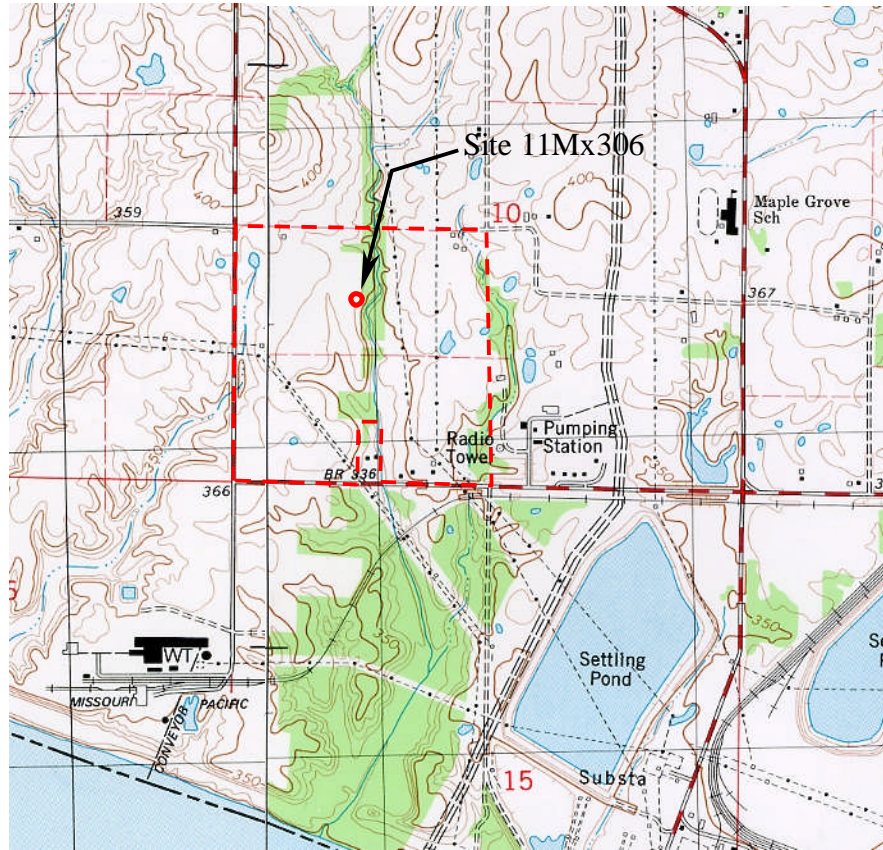 Site 11Mx306
400
400
10
359
Maple Grove
Sch
367
Radio
Tower
Pumping
Station
BR 336
366
350
350
350
350
350
350
WT
MISSOURI
PACIFIC
CONVEYOR
Settling
Pond
15
Substa